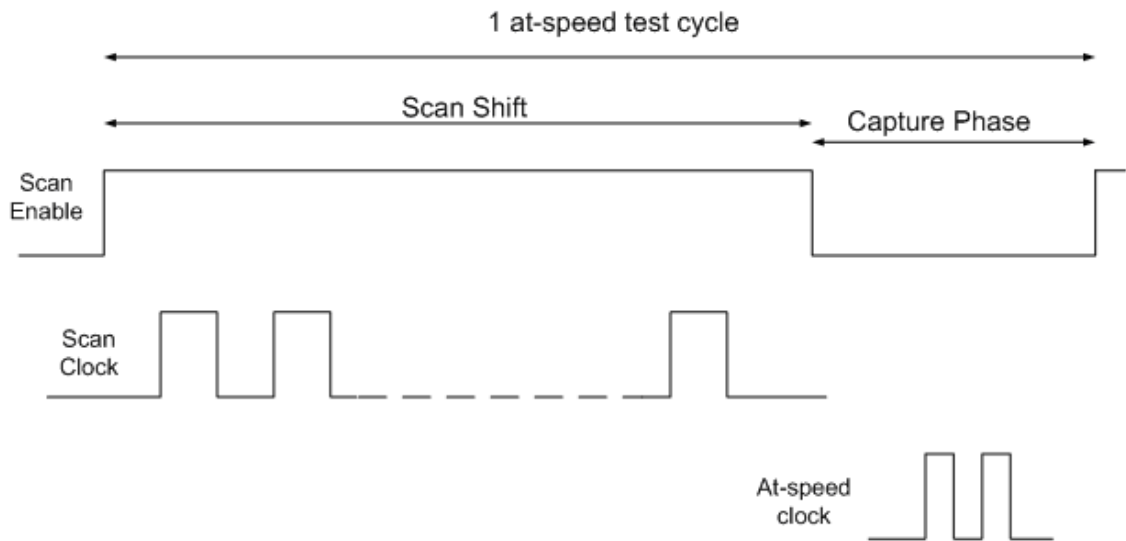 1 at-speed test cycle
Scan Shift
Capture Phase
Scan
Enable
Scan
Clock
At-speed
clock